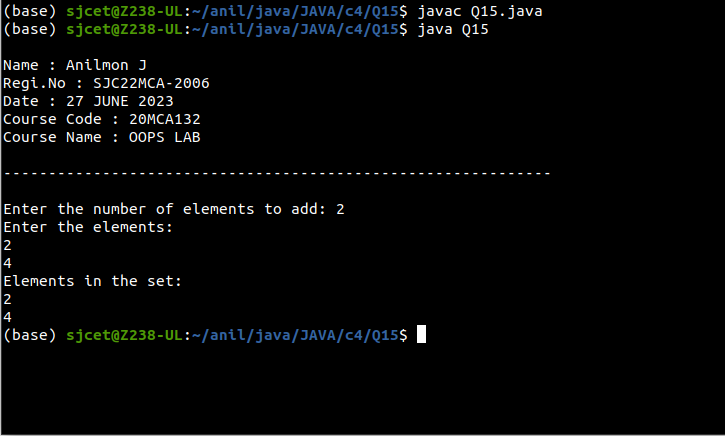 (base) sjcet@Z238-UL:~/anil/java/JAVA/c4/Q15$ javac Q15.java
(base) sjcet@Z238-UL:~/anil/java/JAVA/c4/Q15$ java Q15
Name : Anilmon J
Regi.No : SJC22MCA-2006
Date : 27 JUNE 2023
Course Code : 20MCA132
Course Name : OOPS LAB
-------------------------------------------------------------
Enter the number of elements to add: 2
Enter the elements:
2
4
Elements in the set:
2
4
(base) sjcet@Z238-UL:~/anil/java/JAVA/c4/Q15$